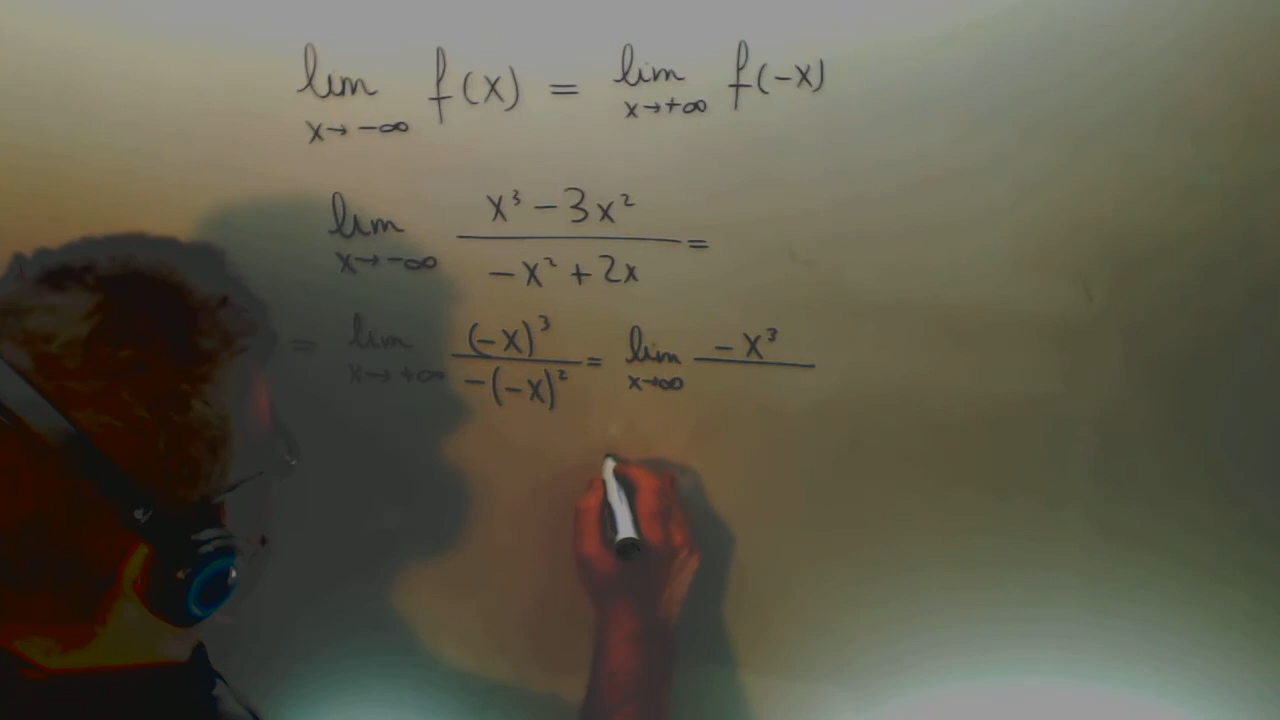 lim x→-∞ f(x) = lim x→+∞ f(-x)
lim x→-∞ x³-3x² / -x²+2x =
= lim x→+∞ (-x)³ / -(-x)² = lim x→∞ -x³